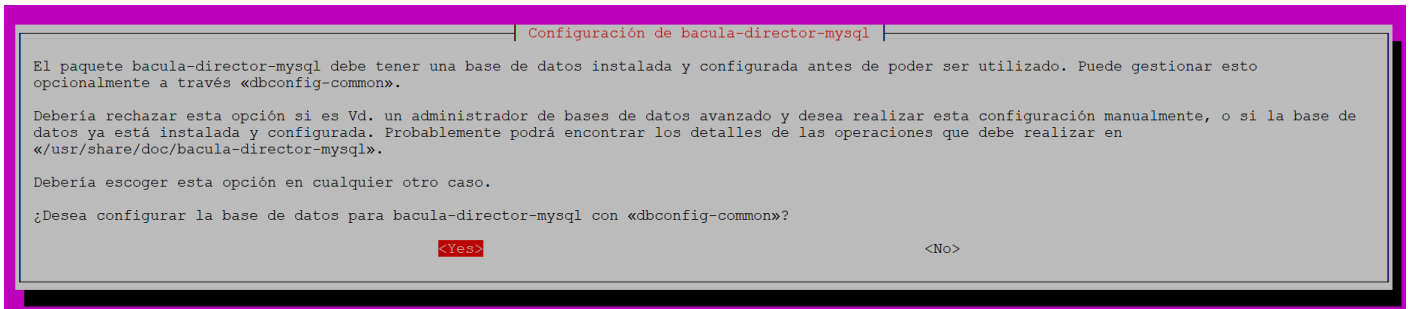 Configuración de bacula-director-mysql
El paquete bacula-director-mysql debe tener una base de datos instalada y configurada antes de poder ser utilizado. Puede gestionar esto
opcionalmente a través «dbconfig-common».
Debería rechazar esta opción si es Vd. un administrador de bases de datos avanzado y desea realizar esta configuración manualmente, o si la base de
datos ya está instalada y configurada. Probablemente podrá encontrar los detalles de las operaciones que debe realizar en
«/usr/share/doc/bacula-director-mysql».
Debería escoger esta opción en cualquier otro caso.
¿Desea configurar la base de datos para bacula-director-mysql con «dbconfig-common»?
<Yes> <No>